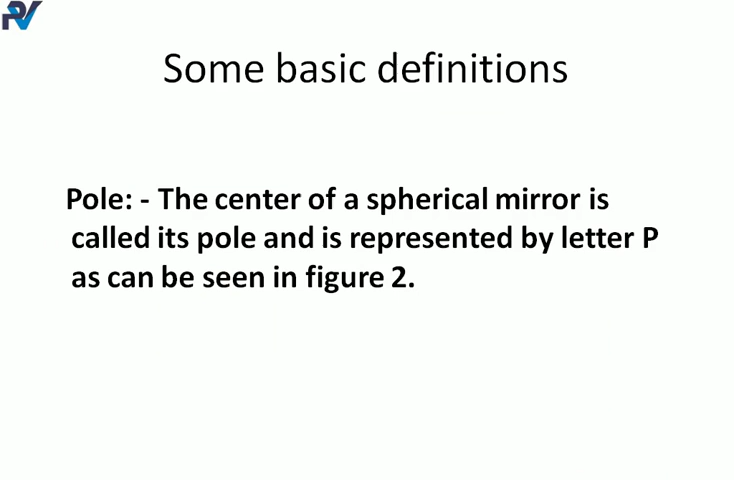 PV
Some basic definitions
Pole: - The center of a spherical mirror is
called its pole and is represented by letter P
as can be seen in figure 2.